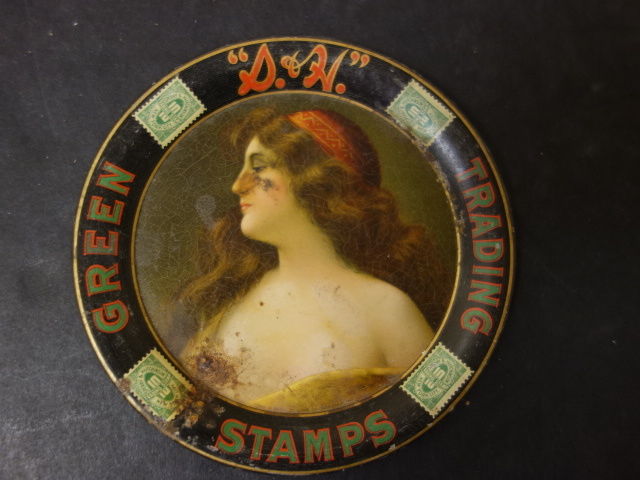 "S. & H."
GREEN
TRADING
STAMPS